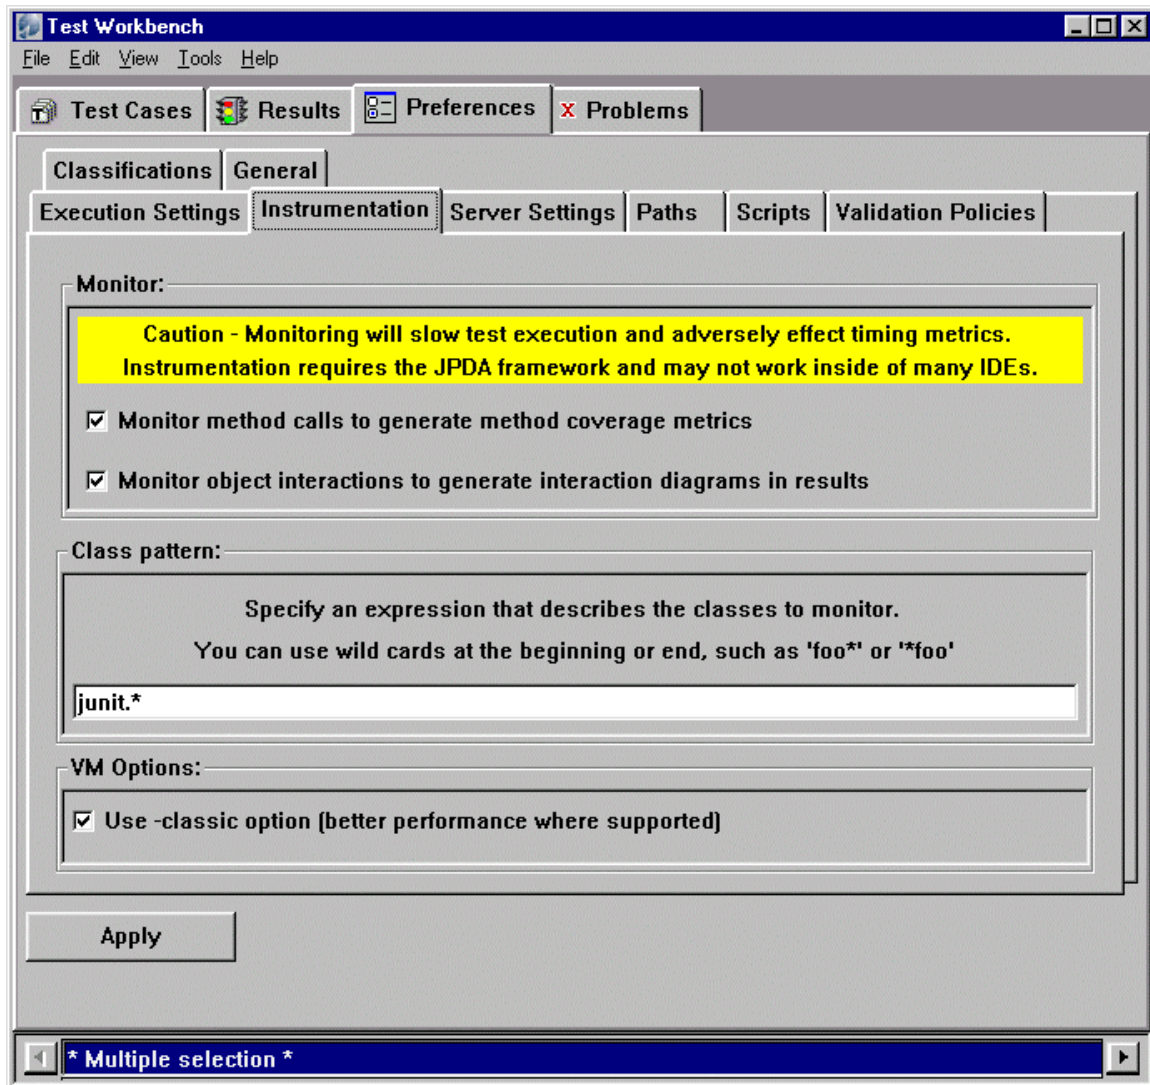 Test Workbench
File Edit View Tools Help
Test Cases Results Preferences x Problems
Classifications General
Execution Settings Instrumentation Server Settings Paths Scripts Validation Policies
Monitor:
Caution - Monitoring will slow test execution and adversely effect timing metrics.
Instrumentation requires the JPDA framework and may not work inside of many IDEs.
Monitor method calls to generate method coverage metrics
Monitor object interactions to generate interaction diagrams in results
Class pattern:
Specify an expression that describes the classes to monitor.
You can use wild cards at the beginning or end, such as 'foo*' or '*foo'
junit.*
VM Options:
Use -classic option (better performance where supported)
Apply
* Multiple selection *